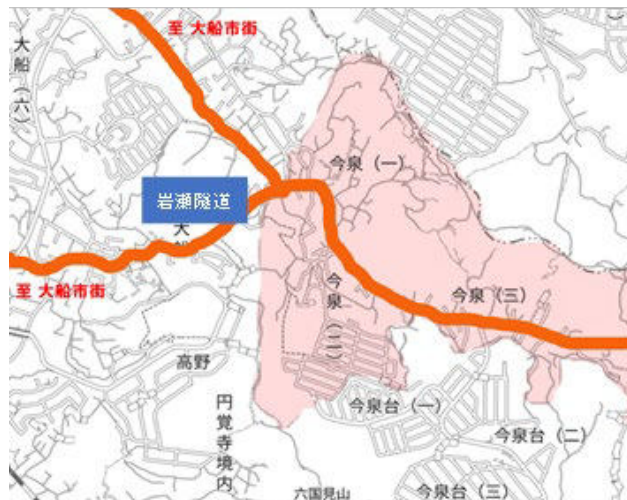 至 大船市街
大船（六）
今泉（一）
岩瀬隧道
大船
至 大船市街
今泉（二）
今泉（三）
高野
円覚寺境内
今泉台（一）
今泉台（二）
六国見山
今泉台（三）